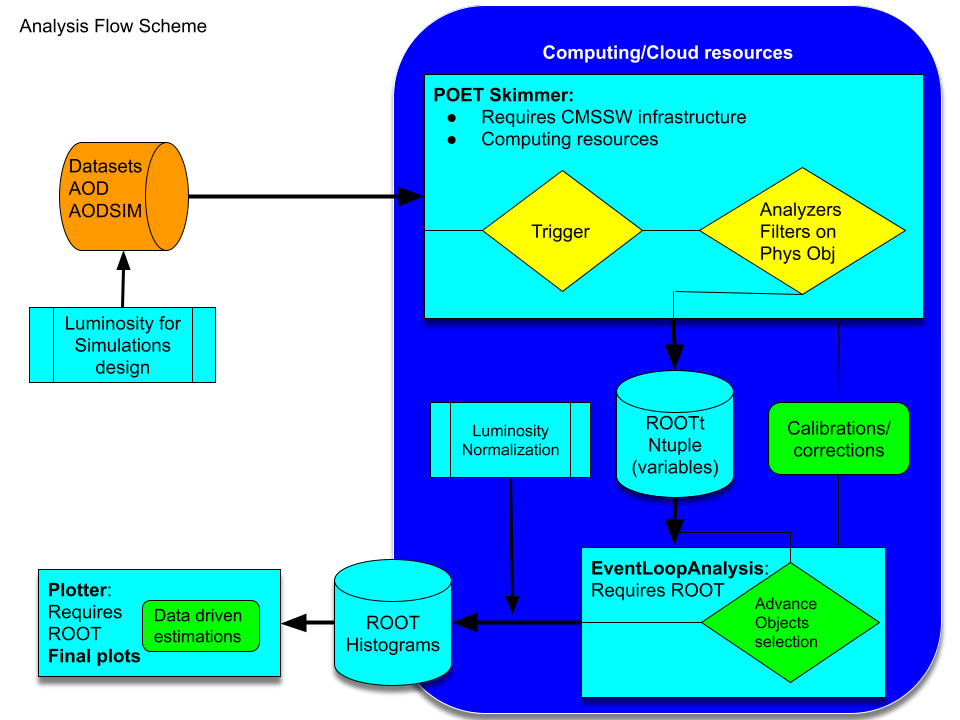 Analysis Flow Scheme
Computing/Cloud resources
POET Skimmer:
● Requires CMSSW infrastructure
● Computing resources
Datasets
AOD
AODSIM
Trigger
Analyzers
Filters on
Phys Obj
Luminosity for
Simulations
design
Luminosity
Normalization
ROOTt
Ntuple
(variables)
Calibrations/
corrections
EventLoopAnalysis:
Requires ROOT
Advance
Objects
selection
ROOT
Histograms
Plotter:
Requires
ROOT
Final plots
Data driven
estimations